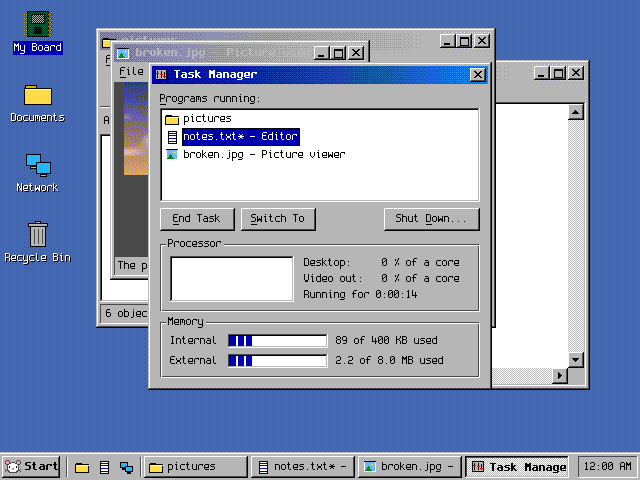 My Board
Documents
Network
Recycle Bin
pictures
broken.jpg - Picture viewer
File
Task Manager
Programs running:
pictures
notes.txt* - Editor
broken.jpg - Picture viewer
End Task
Switch To
Shut Down...
Processor
Desktop: 0 % of a core
Video out: 0 % of a core
Running for 0:00:14
Memory
Internal 89 of 400 KB used
External 2.2 of 8.0 MB used
The p
6 objec
Start
pictures
notes.txt* -
broken.jpg -
Task Manage
12:00 AM